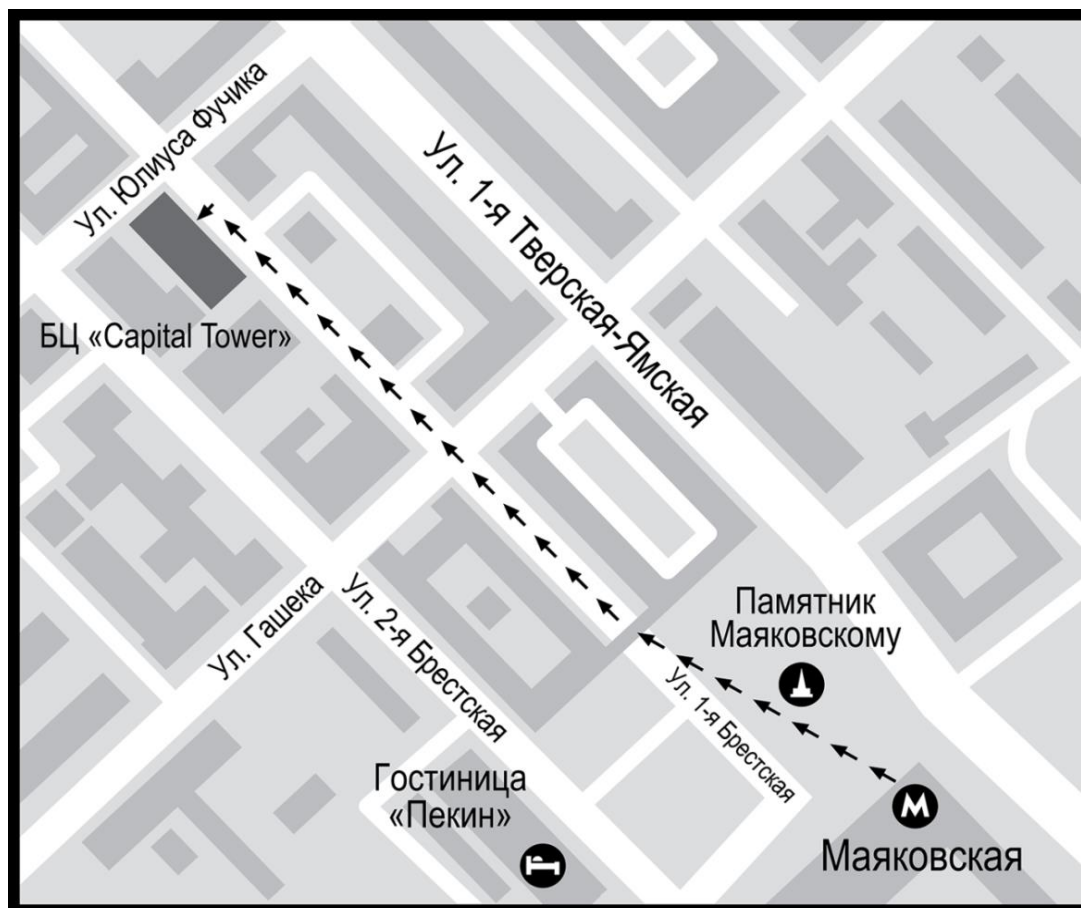 Ул. Юлиуса Фучика
Ул. 1-я Тверская-Ямская
БЦ «Capital Tower»
Ул. Гашека
Ул. 2-я Брестская
Памятник
Маяковскому
Ул. 1-я Брестская
Гостиница
«Пекин»
М
Маяковская